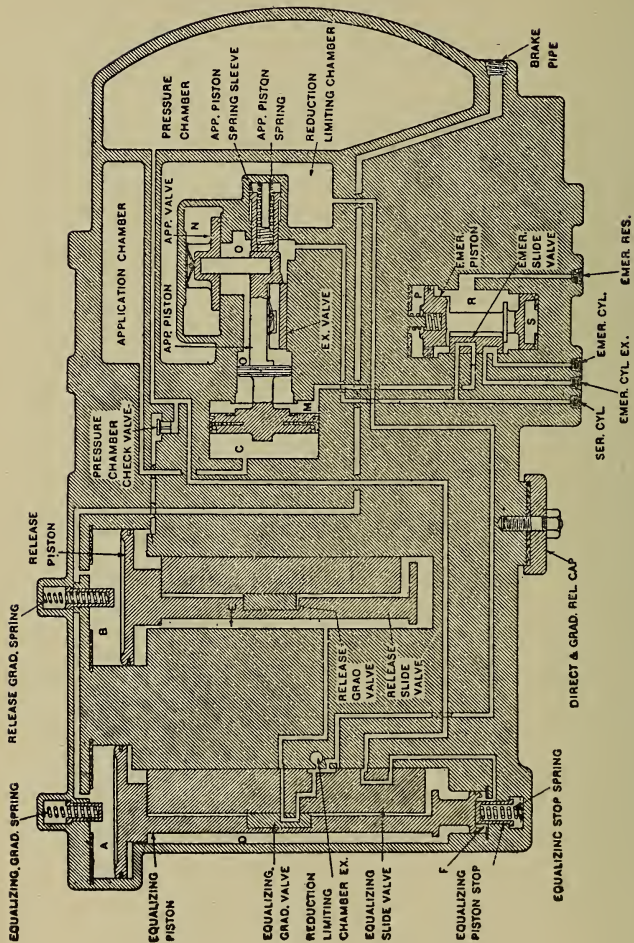 EQUALIZING, GRAD. SPRING
RELEASE GRAD. SPRING
RELEASE
PISTON
PRESSURE
CHAMBER
CHECK VALVE.
APPLICATION CHAMBER
APP. PISTON
APP. VALVE
PRESSURE
CHAMBER
APP. PISTON
SPRING SLEEVE
APP. PISTON
SPRING
REDUCTION
LIMITING CHAMBER
A
B
C
O
N
O
M
EX. VALVE
D
E
RELEASE
GRAD
VALVE
RELEASE
SLIDE
VALVE
P
R
S
EMER.
PISTON
EMER.
SLIDE
VALVE
EQUALIZING
PISTON
EQUALIZING,
GRAD. VALVE
REDUCTION
LIMITING
CHAMBER EX.
EQUALIZING
SLIDE VALVE
F
EQUALIZING
PISTON STOP
EQUALIZING STOP SPRING
DIRECT & GRAD. REL CAP
SER. CYL
EMER. CYL. EX.
EMER. CYL.
EMER. RES.
BRAKE
PIPE